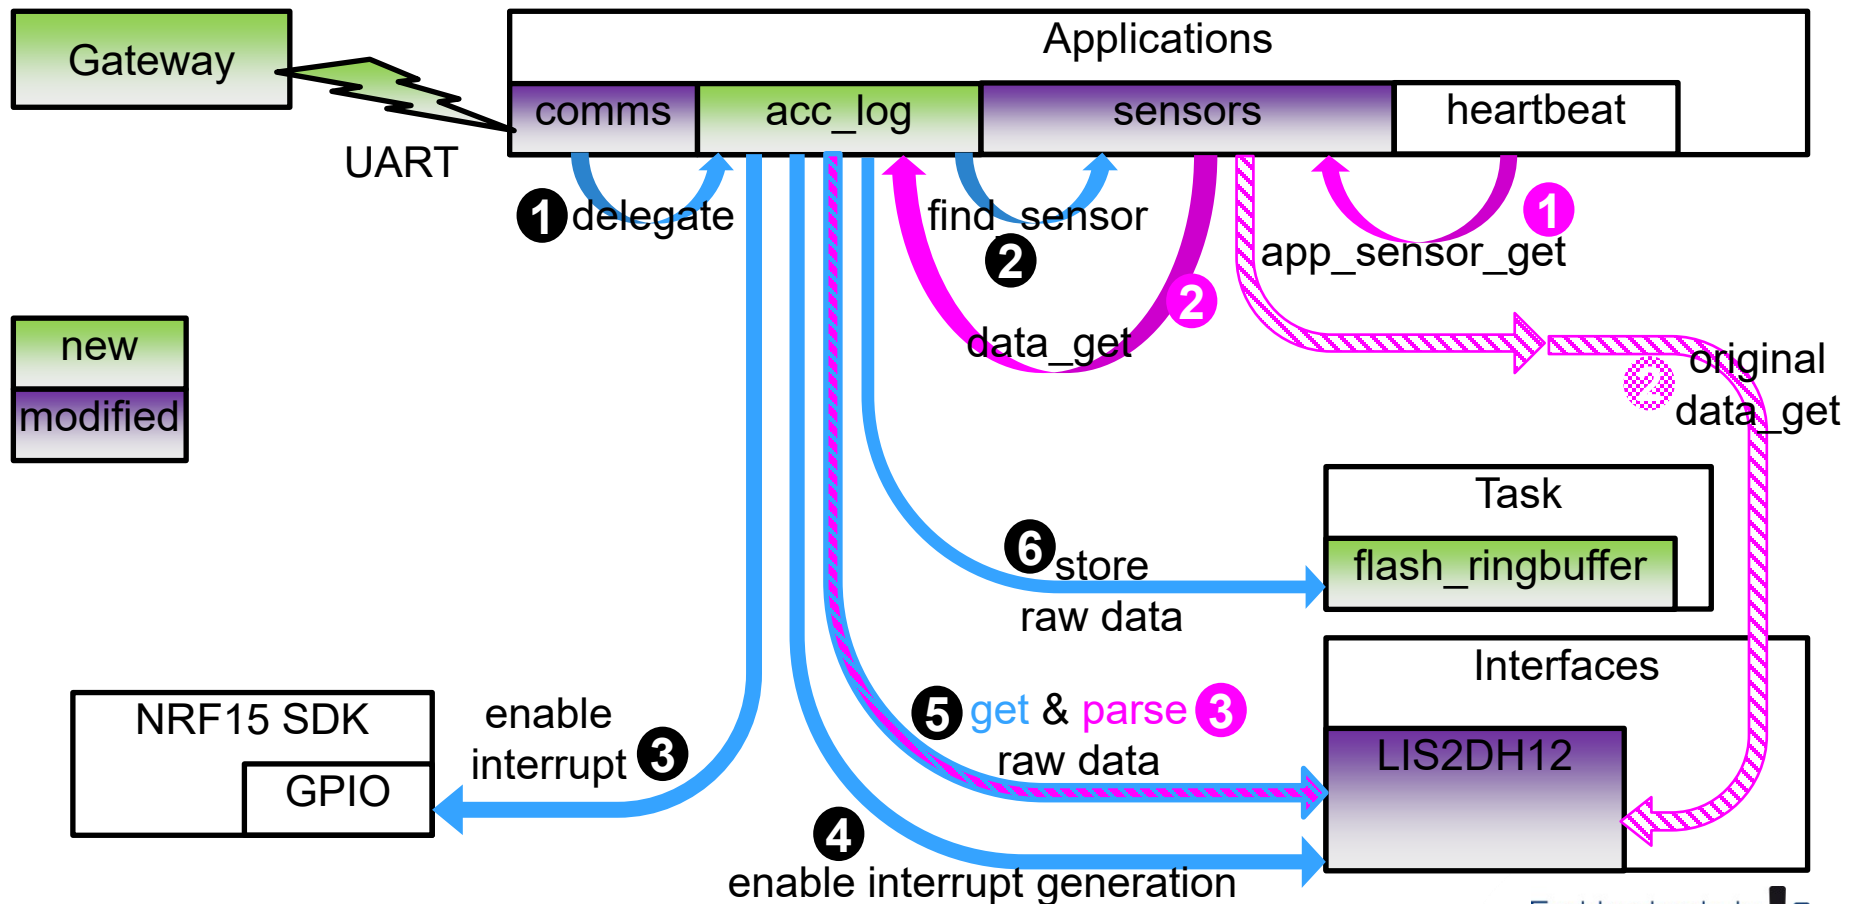 Gateway
UART
Applications
comms
acc_log
sensors
heartbeat
1 delegate
find_sensor
2
1
app_sensor_get
2
data_get
2 original
data_get
new
modified
Task
flash_ringbuffer
6 store
raw data
Interfaces
LIS2DH12
5 get & parse 3
raw data
NRF15 SDK
GPIO
enable
interrupt 3
4
enable interrupt generation